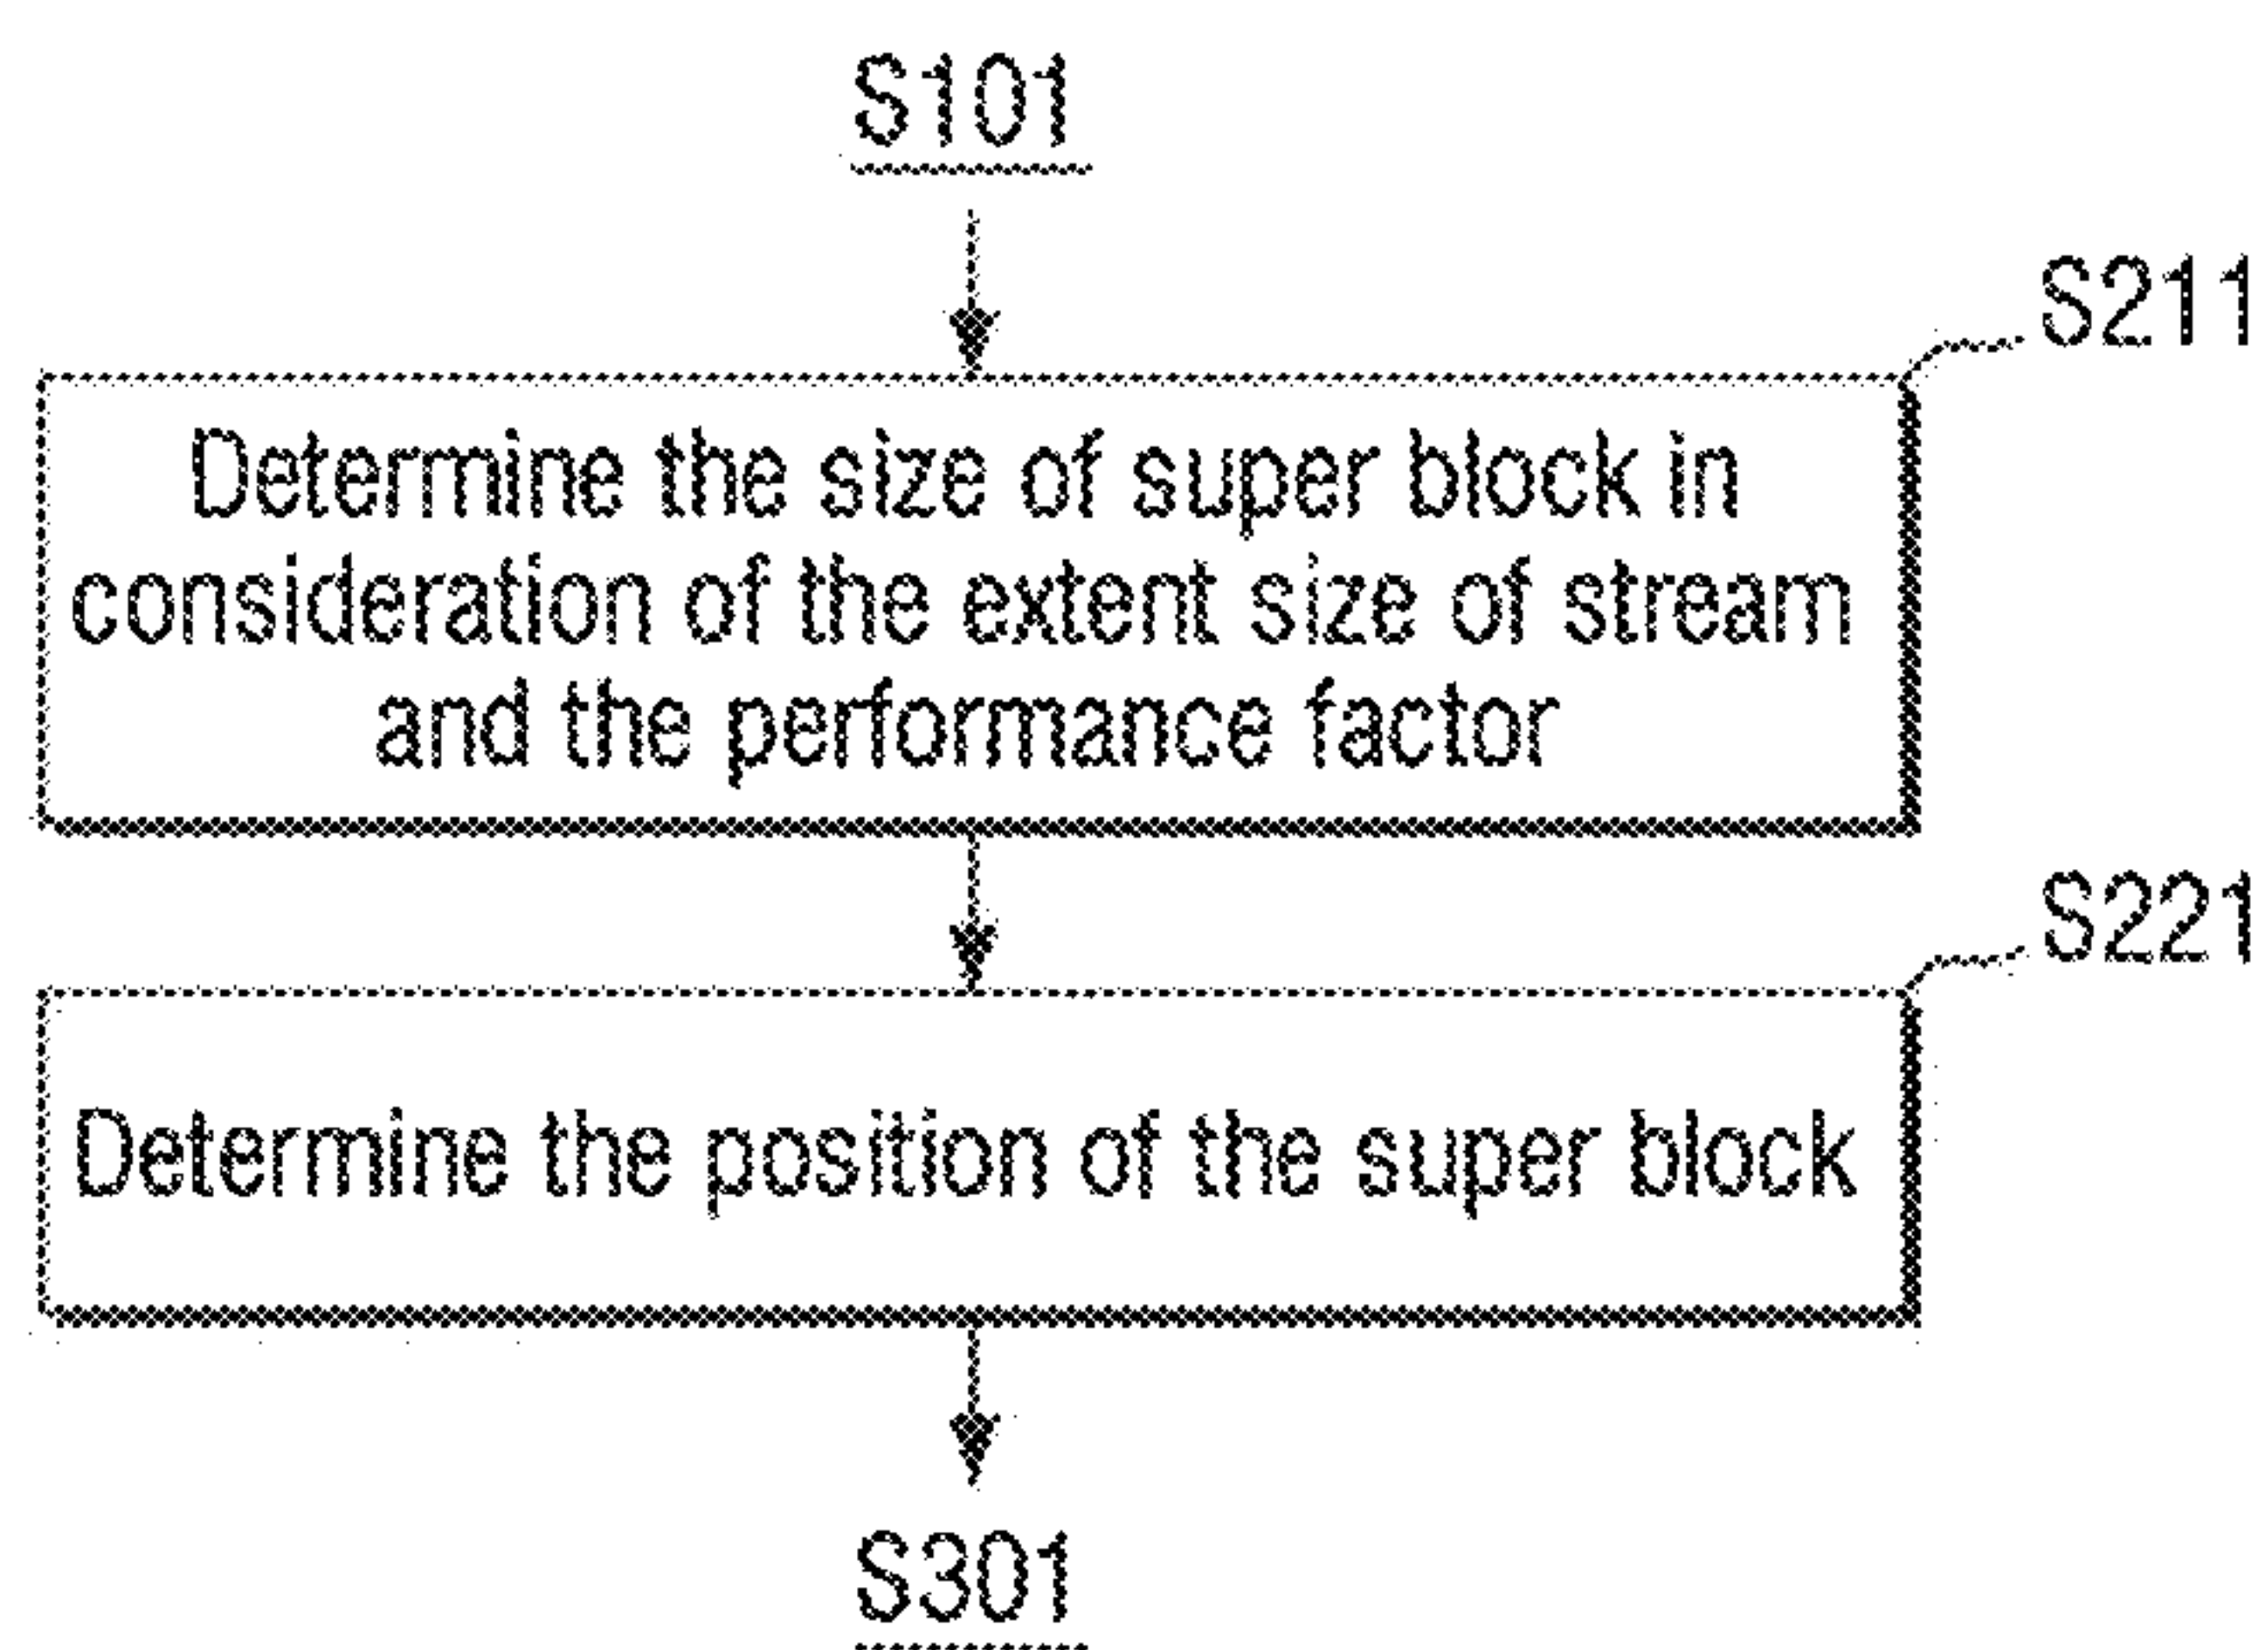 S101
S211
Determine the size of super block in
consideration of the extent size of stream
and the performance factor
S221
Determine the position of the super block
S301